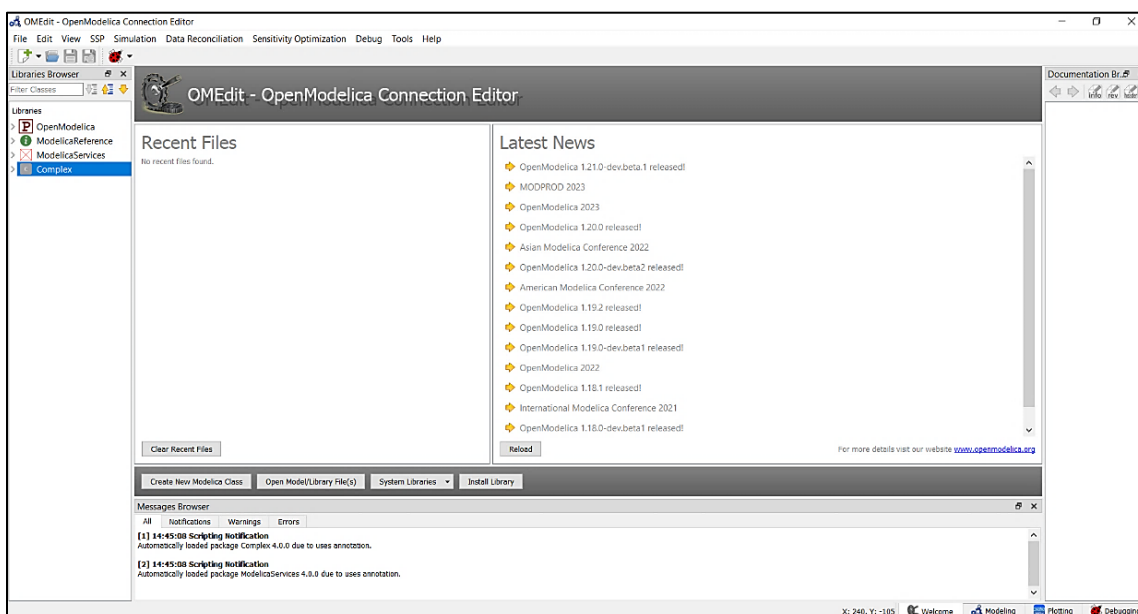 OMEdit - OpenModelica Connection Editor
File Edit View SSP Simulation Data Reconciliation Sensitivity Optimization Debug Tools Help
Libraries Browser
Filter Classes
Libraries
OpenModelica
ModelicaReference
ModelicaServices
Complex
OMEdit - OpenModelica Connection Editor
Recent Files
No recent files found.
Clear Recent Files
Latest News
OpenModelica 1.21.0-dev.beta.1 released!
MODPROD 2023
OpenModelica 2023
OpenModelica 1.20.0 released!
Asian Modelica Conference 2022
OpenModelica 1.20.0-dev.beta2 released!
American Modelica Conference 2022
OpenModelica 1.19.2 released!
OpenModelica 1.19.0 released!
OpenModelica 1.19.0-dev.beta1 released!
OpenModelica 2022
OpenModelica 1.18.1 released!
International Modelica Conference 2021
OpenModelica 1.18.0-dev.beta1 released!
Reload
For more details visit our website www.openmodelica.org
Create New Modelica Class Open Model/Library File(s) System Libraries Install Library
Messages Browser
All Notifications Warnings Errors
[1] 14:45:08 Scripting Notification
Automatically loaded package Complex 4.0.0 due to uses annotation.
[2] 14:45:08 Scripting Notification
Automatically loaded package ModelicaServices 4.0.0 due to uses annotation.
Documentation Br..
info rev
X: 240, Y: -105 Welcome Modeling Plotting Debugging